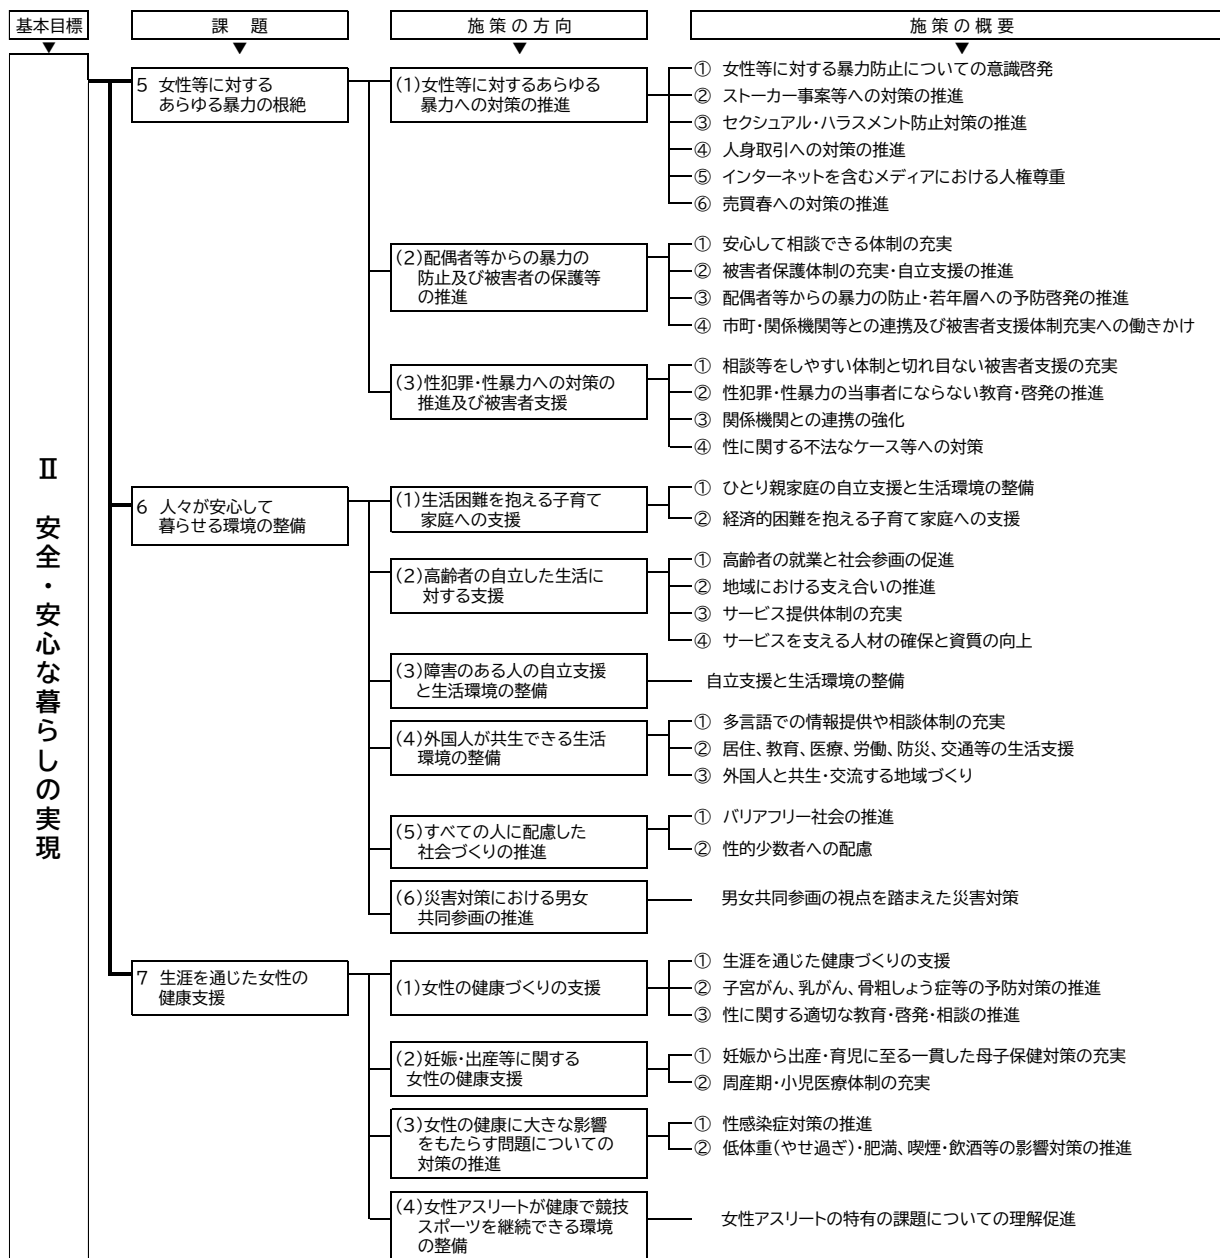 基本目標
課 題
施策の方向
施策の概要
▼
▼
▼
▼
Ⅱ 安全・安心な暮らしの実現
5 女性等に対する
あらゆる暴力の根絶
(1)女性等に対するあらゆる
暴力への対策の推進
① 女性等に対する暴力防止についての意識啓発
② ストーカー事案等への対策の推進
③ セクシュアル・ハラスメント防止対策の推進
④ 人身取引への対策の推進
⑤ インターネットを含むメディアにおける人権尊重
⑥ 売買春への対策の推進
(2)配偶者等からの暴力の
防止及び被害者の保護等
の推進
① 安心して相談できる体制の充実
② 被害者保護体制の充実・自立支援の推進
③ 配偶者等からの暴力の防止・若年層への予防啓発の推進
④ 市町・関係機関等との連携及び被害者支援体制充実への働きかけ
(3)性犯罪・性暴力への対策の
推進及び被害者支援
① 相談等をしやすい体制と切れ目ない被害者支援の充実
② 性犯罪・性暴力の当事者にならない教育・啓発の推進
③ 関係機関との連携の強化
④ 性に関する不法なケース等への対策
6 人々が安心して
暮らせる環境の整備
(1)生活困難を抱える子育て
家庭への支援
① ひとり親家庭の自立支援と生活環境の整備
② 経済的困難を抱える子育て家庭への支援
(2)高齢者の自立した生活に
対する支援
① 高齢者の就業と社会参画の促進
② 地域における支え合いの推進
③ サービス提供体制の充実
④ サービスを支える人材の確保と資質の向上
(3)障害のある人の自立支援
と生活環境の整備
自立支援と生活環境の整備
(4)外国人が共生できる生活
環境の整備
① 多言語での情報提供や相談体制の充実
② 居住、教育、医療、労働、防災、交通等の生活支援
③ 外国人と共生・交流する地域づくり
(5)すべての人に配慮した
社会づくりの推進
① バリアフリー社会の推進
② 性的少数者への配慮
(6)災害対策における男女
共同参画の推進
男女共同参画の視点を踏まえた災害対策
7 生涯を通じた女性の
健康支援
(1)女性の健康づくりの支援
① 生涯を通じた健康づくりの支援
② 子宮がん、乳がん、骨粗しょう症等の予防対策の推進
③ 性に関する適切な教育・啓発・相談の推進
(2)妊娠・出産等に関する
女性の健康支援
① 妊娠から出産・育児に至る一貫した母子保健対策の充実
② 周産期・小児医療体制の充実
(3)女性の健康に大きな影響
をもたらす問題についての
対策の推進
① 性感染症対策の推進
② 低体重(やせ過ぎ)・肥満、喫煙・飲酒等の影響対策の推進
(4)女性アスリートが健康で競技
スポーツを継続できる環境
の整備
女性アスリートの特有の課題についての理解促進